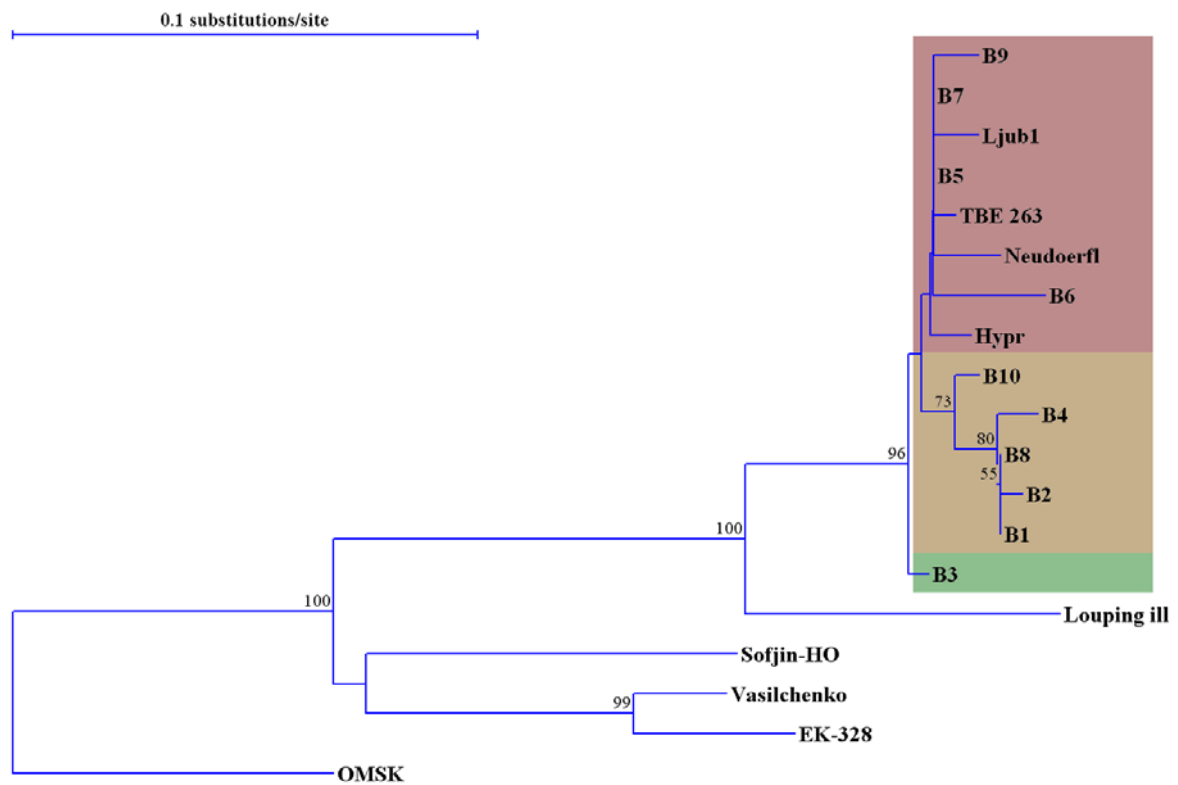 0.1 substitutions/site
B9
B7
Ljub1
B5
TBE 263
Neudoerfl
B6
Hypr
B10
73
B4
80
B8
96
55
B2
100
B1
B3
100
Louping ill
Sofjin-HO
Vasilchenko
99
EK-328
OMSK